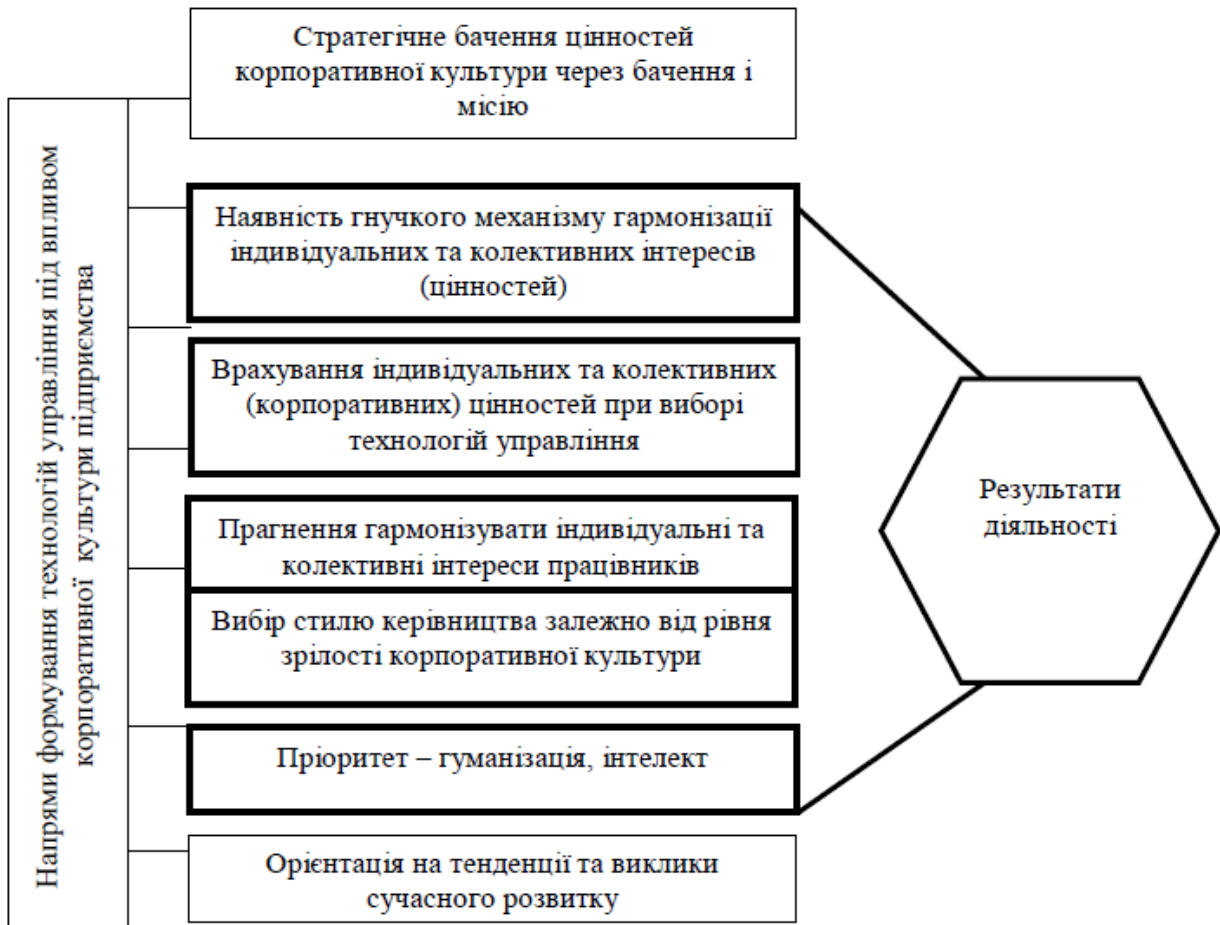 Напрями формування технологій управління під впливом
корпоративної культури підприємства
Стратегічне бачення цінностей
корпоративної культури через бачення і
місію
Наявність гнучкого механізму гармонізації
індивідуальних та колективних інтересів
(цінностей)
Врахування індивідуальних та колективних
(корпоративних) цінностей при виборі
технологій управління
Прагнення гармонізувати індивідуальні та
колективні інтереси працівників
Вибір стилю керівництва залежно від рівня
зрілості корпоративної культури
Пріоритет – гуманізація, інтелект
Орієнтація на тенденції та виклики
сучасного розвитку
Результати
діяльності